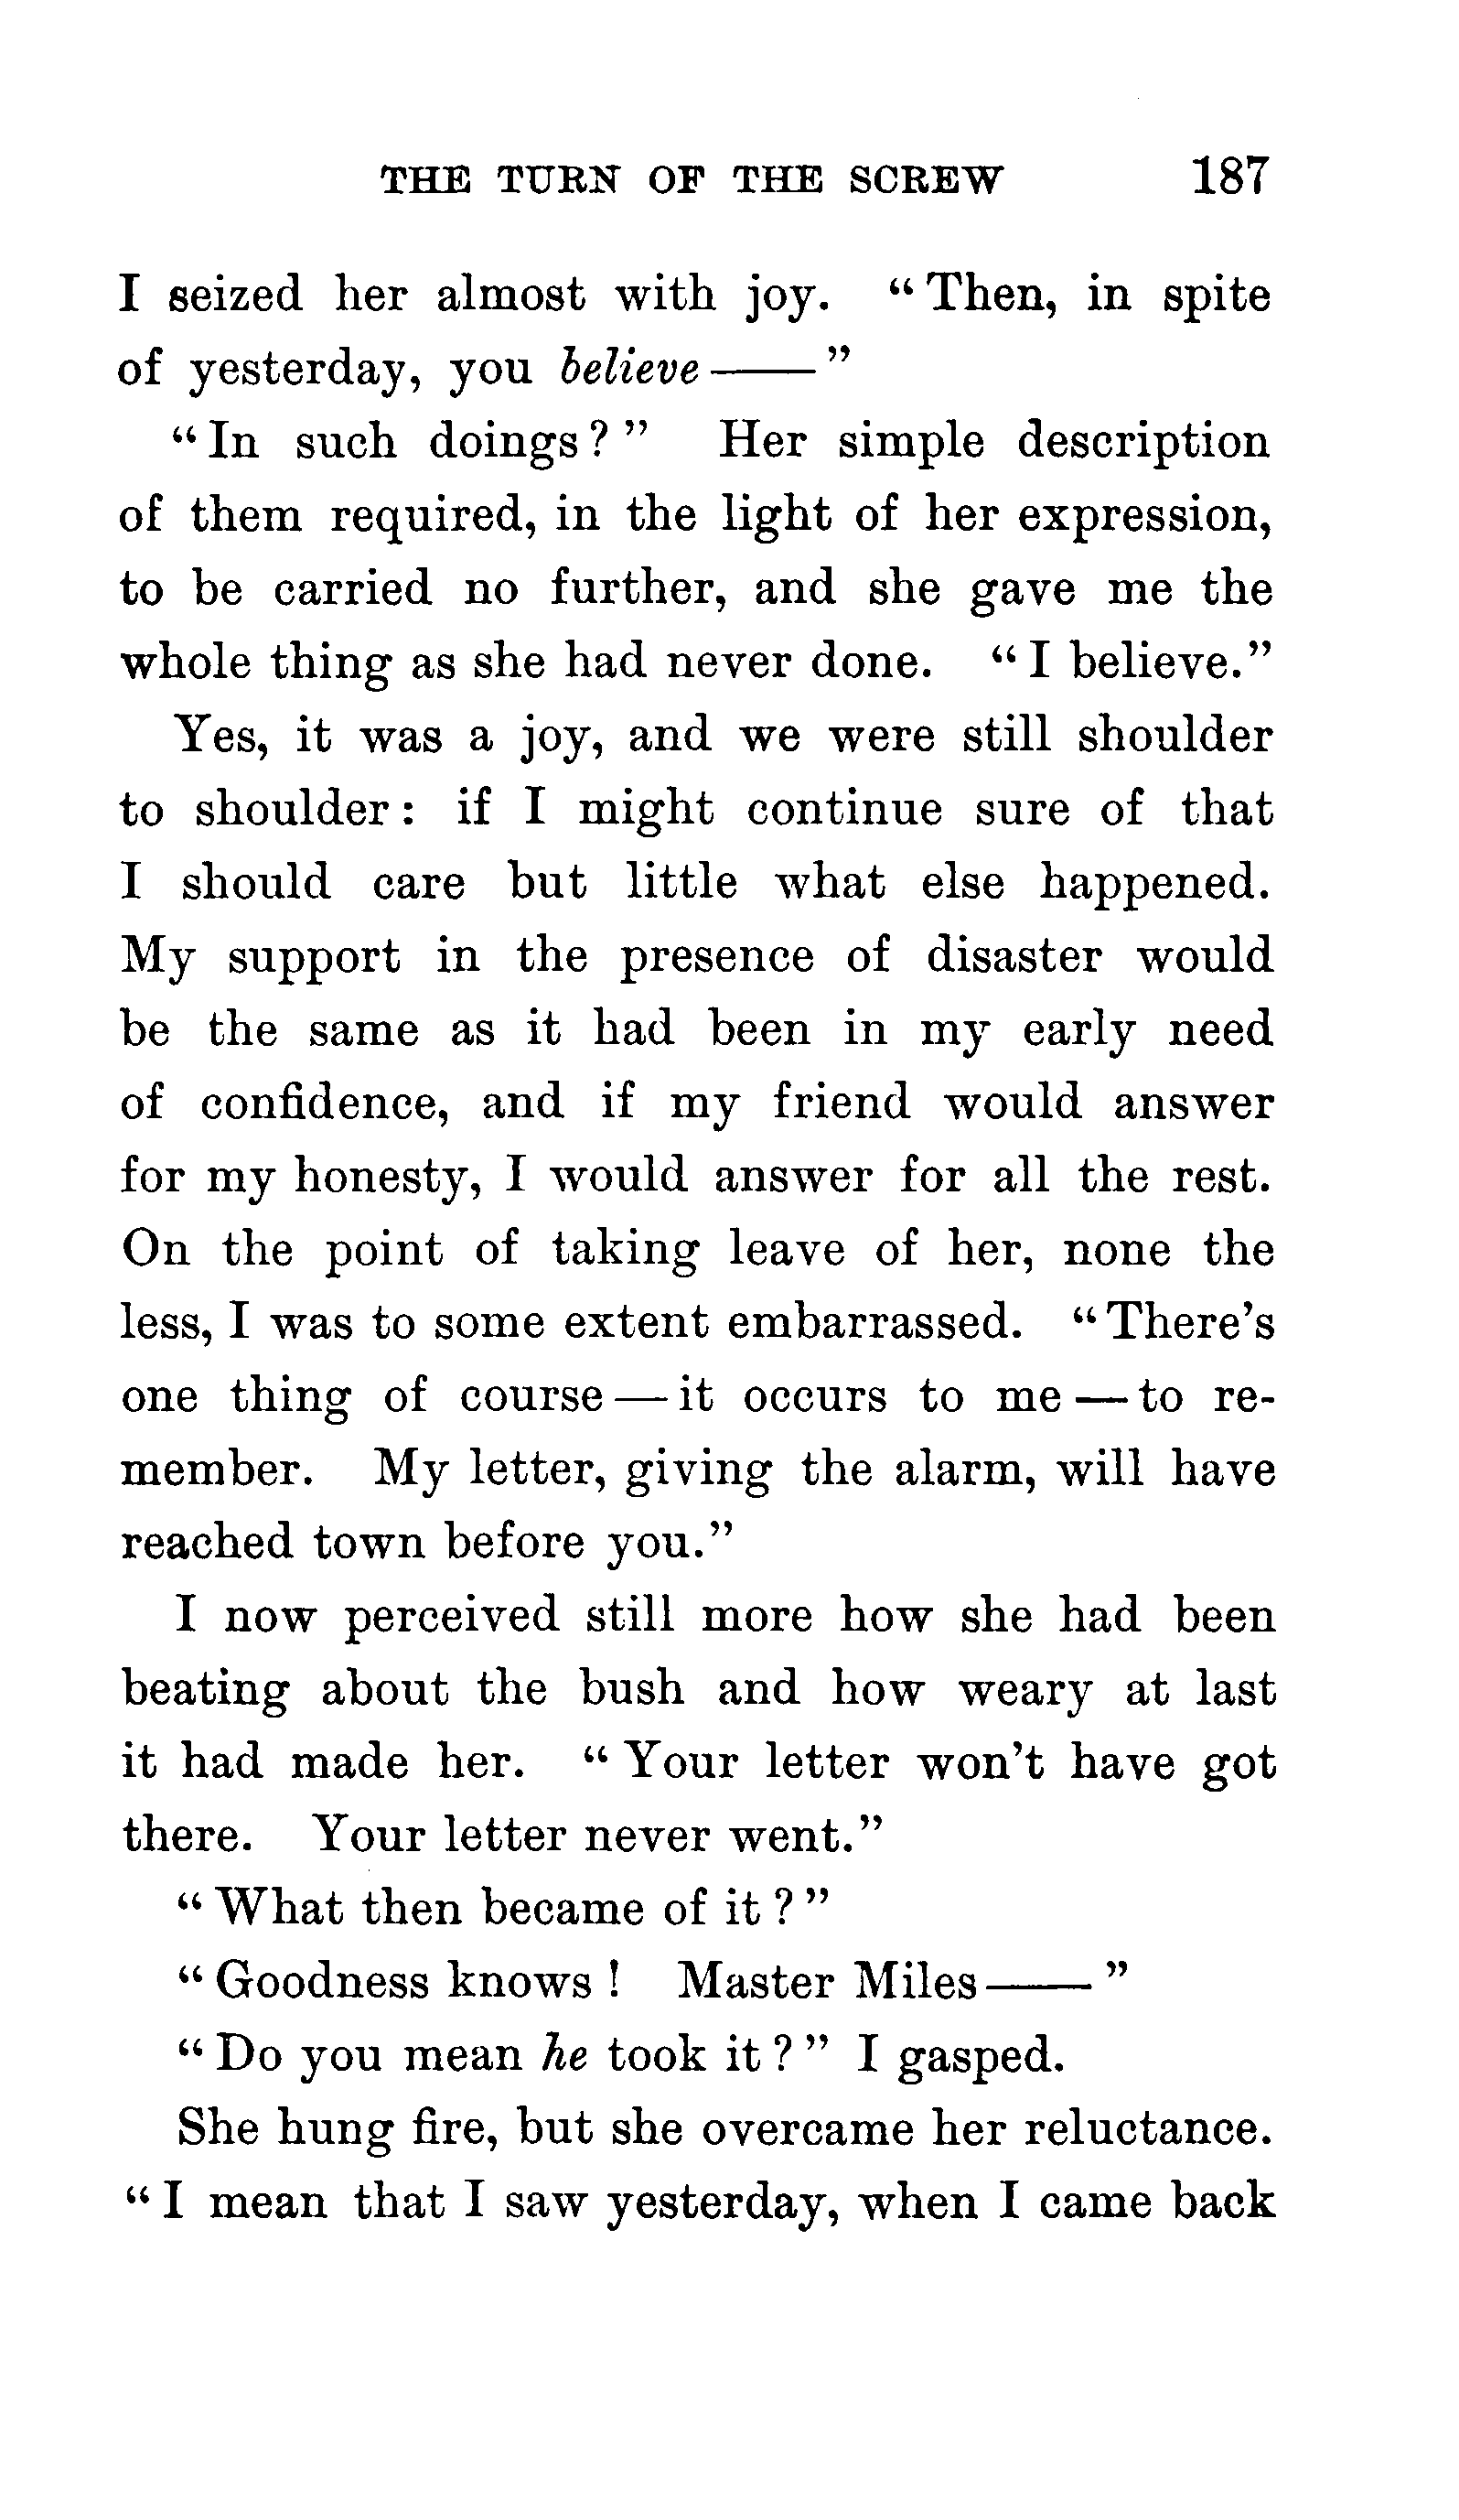 THE TURN OF THE SCREW 187
I seized her almost with joy. “Then, in spite
of yesterday, you believe——”
“In such doings?” Her simple description
of them required, in the light of her expression,
to be carried no further, and she gave me the
whole thing as she had never done. “I believe.”
Yes, it was a joy, and we were still shoulder
to shoulder: if I might continue sure of that
I should care but little what else happened.
My support in the presence of disaster would
be the same as it had been in my early need
of confidence, and if my friend would answer
for my honesty, I would answer for all the rest.
On the point of taking leave of her, none the
less, I was to some extent embarrassed. “There’s
one thing of course—it occurs to me—to re-
member. My letter, giving the alarm, will have
reached town before you.”
I now perceived still more how she had been
beating about the bush and how weary at last
it had made her. “Your letter won’t have got
there. Your letter never went.”
“What then became of it?”
“Goodness knows! Master Miles——”
“Do you mean he took it?” I gasped.
She hung fire, but she overcame her reluctance.
“I mean that I saw yesterday, when I came back